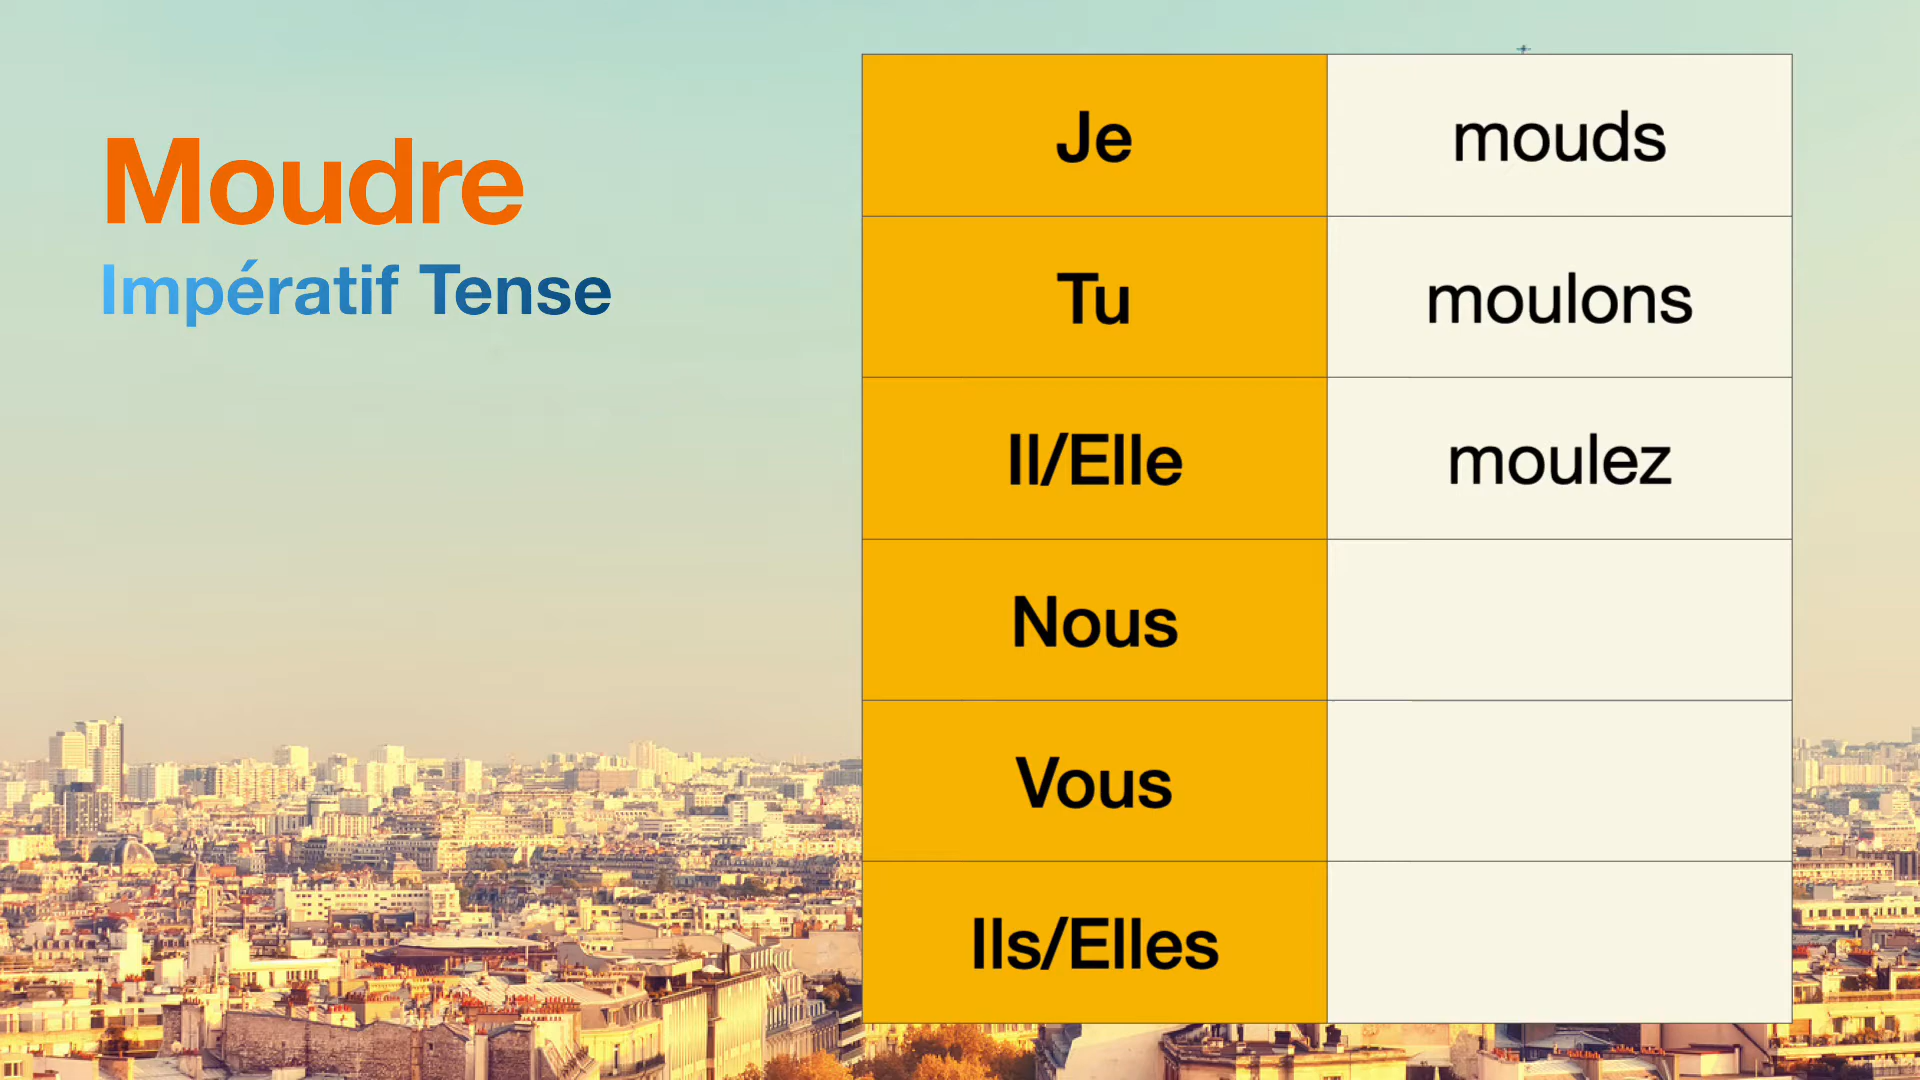 Moudre
Impératif Tense
Je mouds
Tu moulons
Il/Elle moulez
Nous
Vous
Ils/Elles